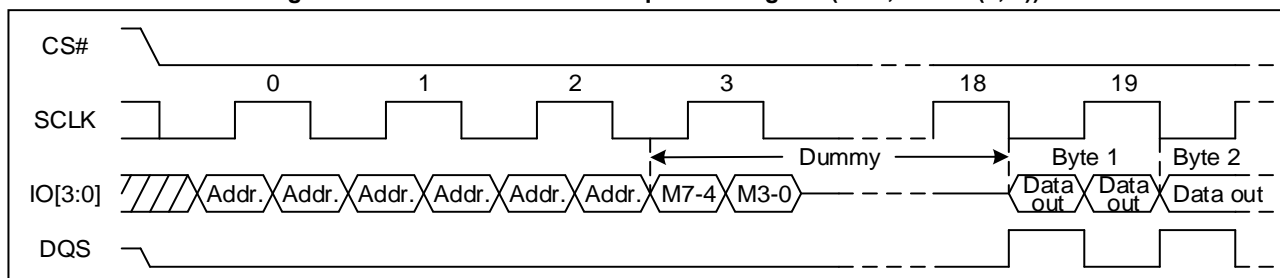 CS#
0 1 2 3 18 19
SCLK
Dummy Byte 1 Byte 2
IO[3:0] Addr. Addr. Addr. Addr. Addr. Addr. M7-4 M3-0 Data out Data out Data out
DQS